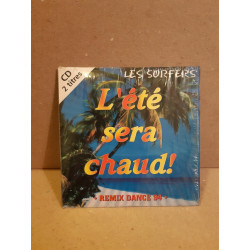 CD
2 titres
LES SURFERS
L'été
sera
chaud!
- REMIX DANCE 94 -